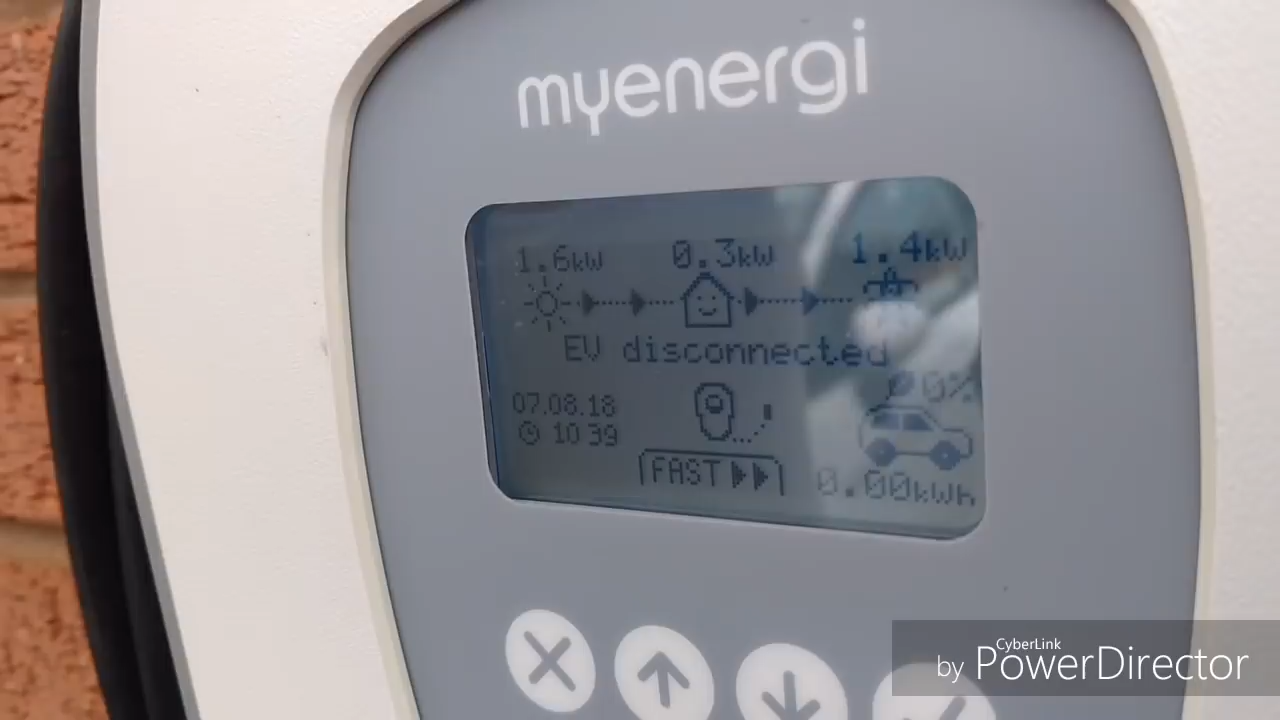 myenergi
1.6kW 0.3kW 1.4kW
EV disconnected
07.08.18
10 39
00%
FAST
0.00kWh
CyberLink
by PowerDirector